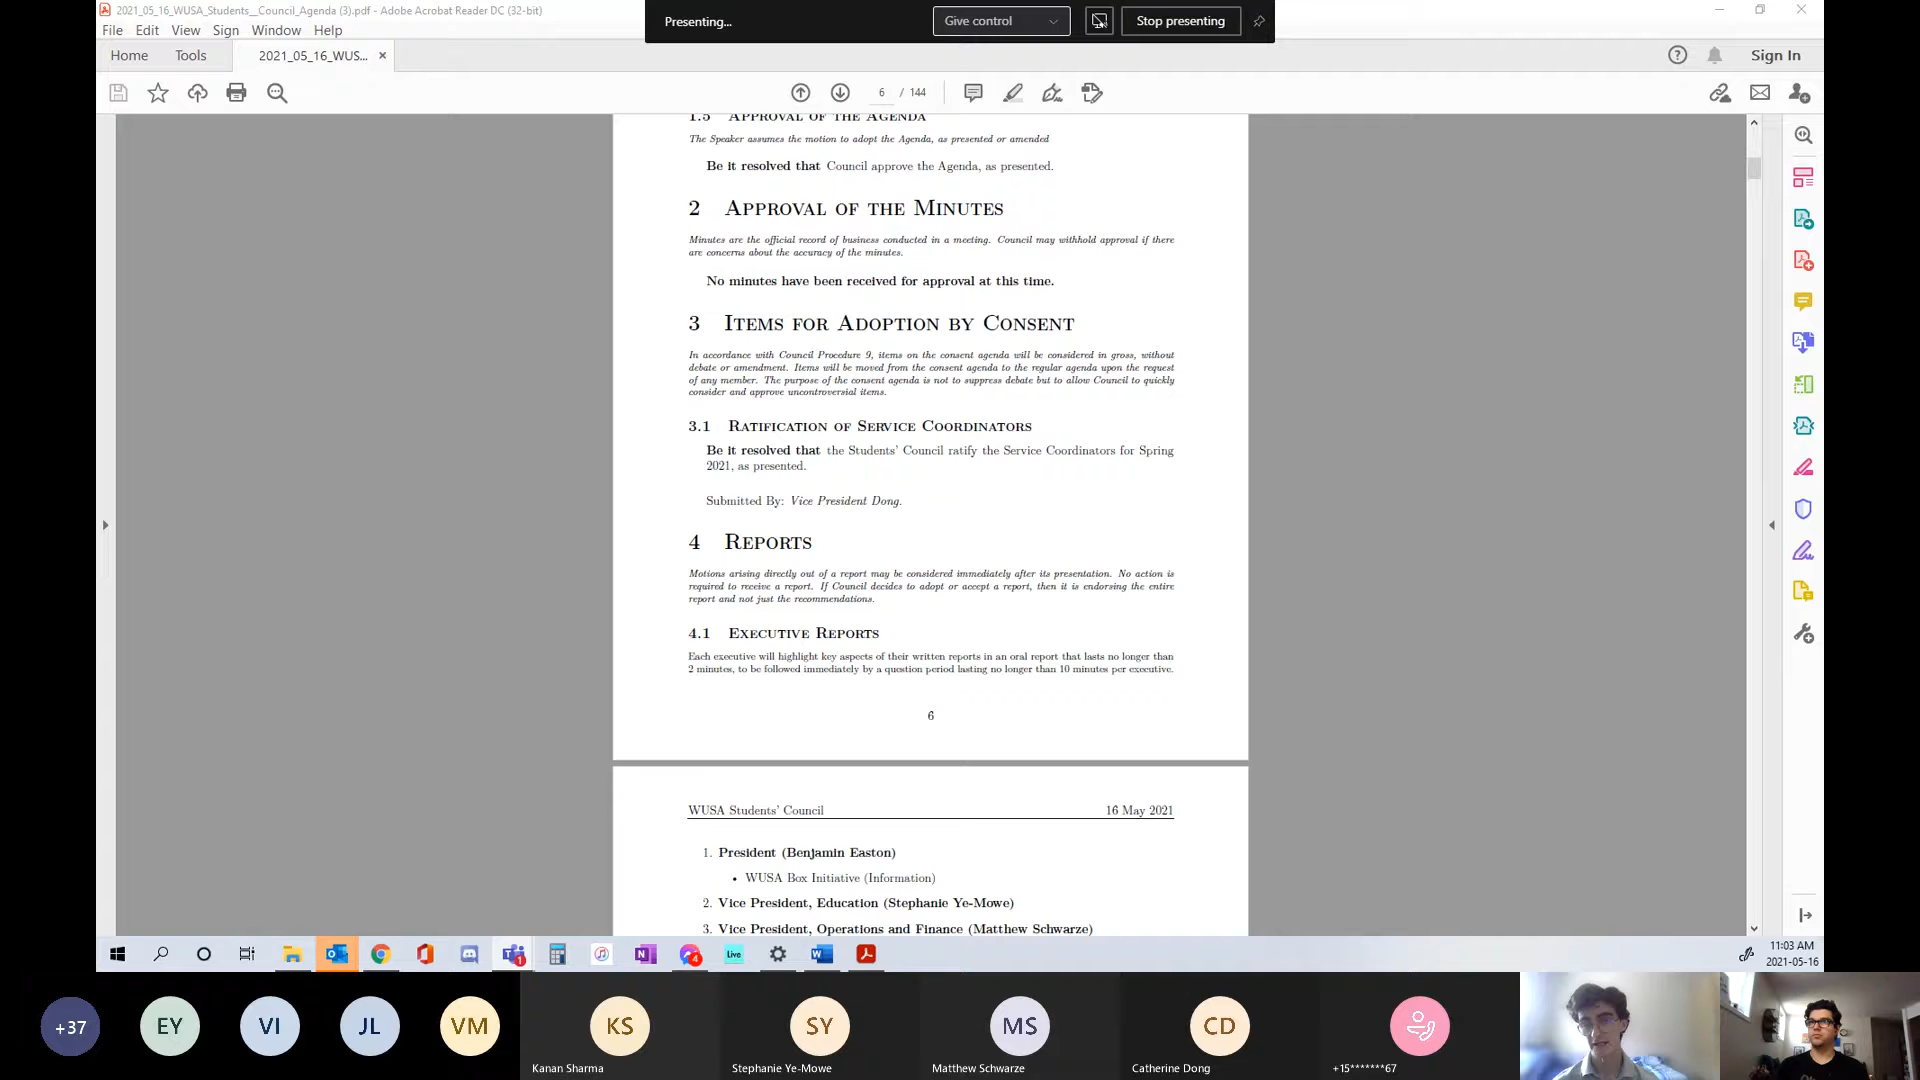 2021_05_16_WUSA_Students__Council_Agenda (3).pdf - Adobe Acrobat Reader DC (32-bit)
Presenting...
Give control
Stop presenting
File Edit View Sign Window Help
Home Tools 2021_05_16_WUS... × Sign In
6 / 144
1.5 Approval of the Agenda
The Speaker assumes the motion to adopt the Agenda, as presented or amended
Be it resolved that Council approve the Agenda, as presented.
2 Approval of the Minutes
Minutes are the official record of business conducted in a meeting. Council may withhold approval if there
are concerns about the accuracy of the minutes.
No minutes have been received for approval at this time.
3 Items for Adoption by Consent
In accordance with Council Procedure 9, items on the consent agenda will be considered in gross, without
debate or amendment. Items will be moved from the consent agenda to the regular agenda upon the request
of any member. The purpose of the consent agenda is not to suppress debate but to allow Council to quickly
consider and approve uncontroversial items.
3.1 Ratification of Service Coordinators
Be it resolved that the Students' Council ratify the Service Coordinators for Spring
2021, as presented.
Submitted By: Vice President Dong.
4 Reports
Motions arising directly out of a report may be considered immediately after its presentation. No action is
required to receive a report. If Council decides to adopt or accept a report, then it is endorsing the entire
report and not just the recommendations.
4.1 Executive Reports
Each executive will highlight key aspects of their written reports in an oral report that lasts no longer than
2 minutes, to be followed immediately by a question period lasting no longer than 10 minutes per executive.
6
WUSA Students' Council 16 May 2021
1. President (Benjamin Easton)
• WUSA Box Initiative (Information)
2. Vice President, Education (Stephanie Ye-Mowe)
3. Vice President, Operations and Finance (Matthew Schwarze)
Live
11:03 AM
2021-05-16
+37 EY VI JL VM KS SY MS CD
Kanan Sharma Stephanie Ye-Mowe Matthew Schwarze Catherine Dong +15*******67